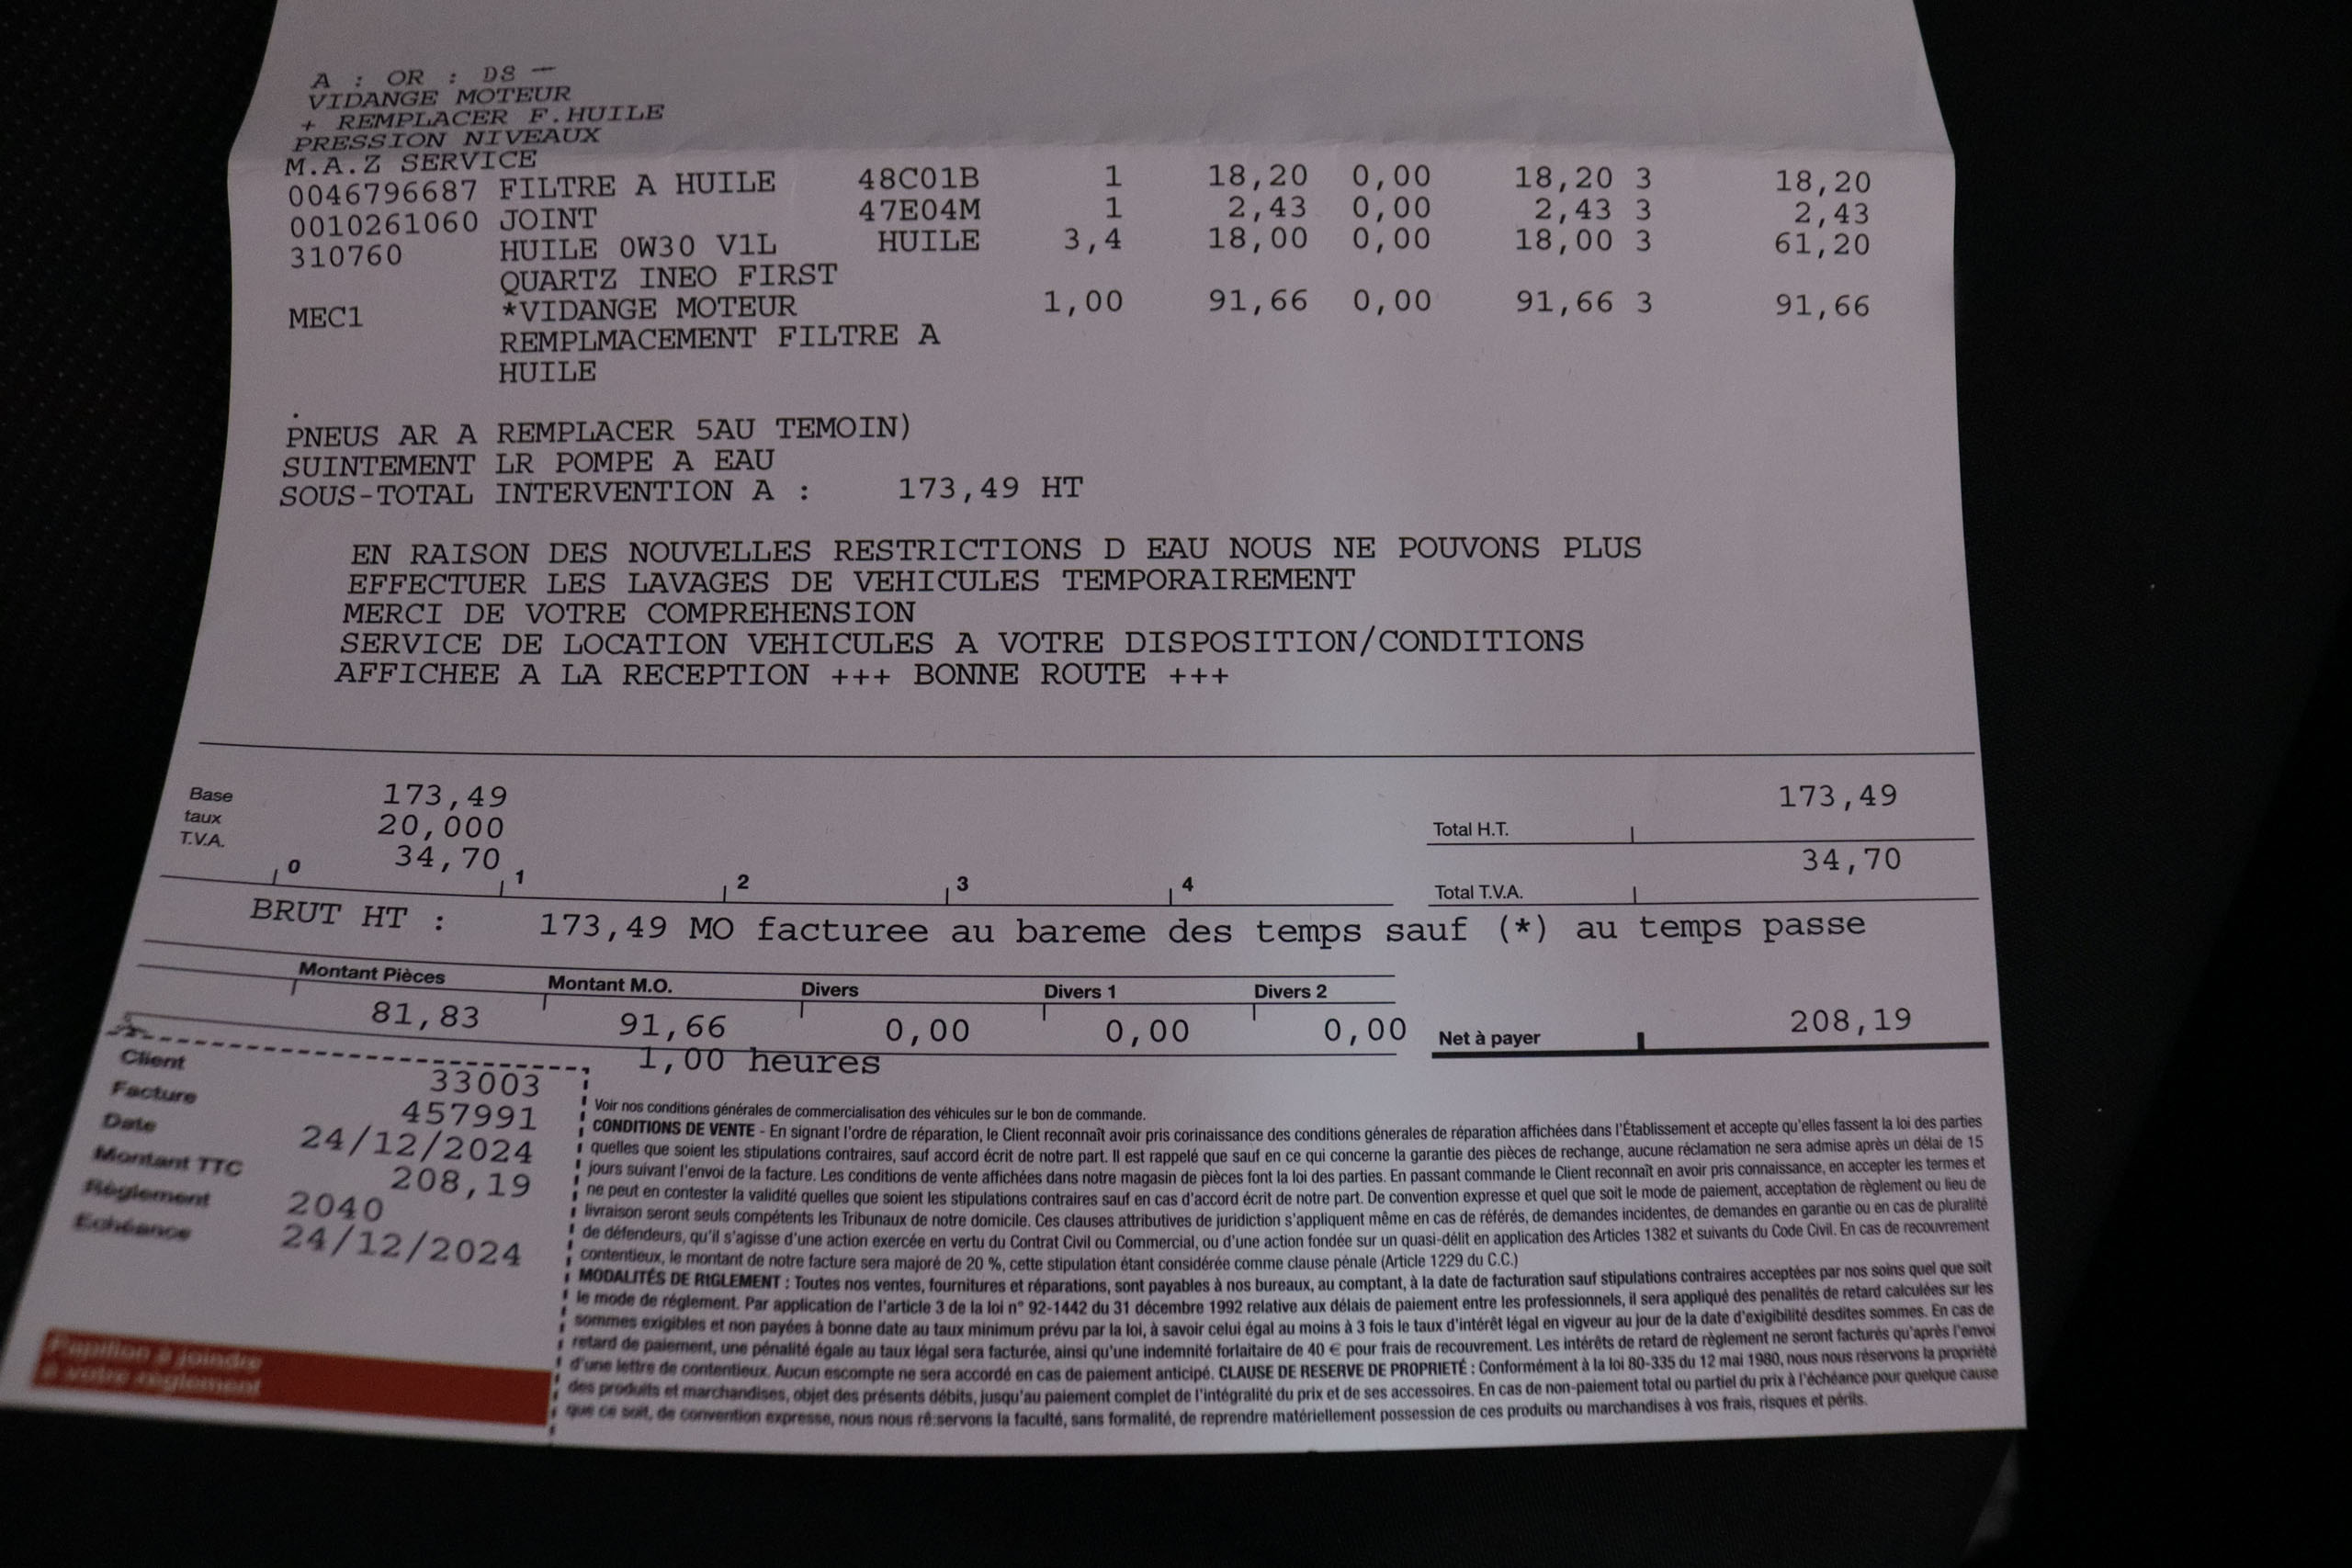 A : OR : DS —
VIDANGE MOTEUR
+ REMPLACER F.HUILE
PRESSION NIVEAUX
M.A.Z SERVICE
0046796687 FILTRE A HUILE 48C01B 1 18,20 0,00 18,20 3 18,20
0010261060 JOINT 47E04M 1 2,43 0,00 2,43 3 2,43
310760 HUILE 0W30 V1L HUILE 3,4 18,00 0,00 18,00 3 61,20
QUARTZ INEO FIRST
MEC1 *VIDANGE MOTEUR 1,00 91,66 0,00 91,66 3 91,66
REMPLMACEMENT FILTRE A
HUILE
.
PNEUS AR A REMPLACER 5AU TEMOIN)
SUINTEMENT LR POMPE A EAU
SOUS-TOTAL INTERVENTION A : 173,49 HT
EN RAISON DES NOUVELLES RESTRICTIONS D EAU NOUS NE POUVONS PLUS
EFFECTUER LES LAVAGES DE VEHICULES TEMPORAIREMENT
MERCI DE VOTRE COMPREHENSION
SERVICE DE LOCATION VEHICULES A VOTRE DISPOSITION/CONDITIONS
AFFICHEE A LA RECEPTION +++ BONNE ROUTE +++
Base 173,49
taux 20,000
T.V.A. 34,70
0 1 2 3 4
173,49
Total H.T.
34,70
Total T.V.A.
BRUT HT : 173,49 MO facturee au bareme des temps sauf (*) au temps passe
Montant Pièces Montant M.O. Divers Divers 1 Divers 2
81,83 91,66 0,00 0,00 0,00
1,00 heures
Net à payer 208,19
Client 33003
Facture 457991
Date 24/12/2024
Montant TTC 208,19
Règlement 2040
Echéance 24/12/2024
Papillon à joindre
à votre règlement
Voir nos conditions générales de commercialisation des véhicules sur le bon de commande.
CONDITIONS DE VENTE - En signant l'ordre de réparation, le Client reconnaît avoir pris corinaissance des conditions génerales de réparation affichées dans l'Établissement et accepte qu'elles fassent la loi des parties
quelles que soient les stipulations contraires, sauf accord écrit de notre part. Il est rappelé que sauf en ce qui concerne la garantie des pièces de rechange, aucune réclamation ne sera admise après un délai de 15
jours suivant l'envoi de la facture. Les conditions de vente affichées dans notre magasin de pièces font la loi des parties. En passant commande le Client reconnaît en avoir pris connaissance, en accepter les termes et
ne peut en contester la validité quelles que soient les stipulations contraires sauf en cas d'accord écrit de notre part. De convention expresse et quel que soit le mode de paiement, acceptation de règlement ou lieu de
livraison seront seuls compétents les Tribunaux de notre domicile. Ces clauses attributives de juridiction s'appliquent même en cas de référés, de demandes incidentes, de demandes en garantie ou en cas de pluralité
de défendeurs, qu'il s'agisse d'une action exercée en vertu du Contrat Civil ou Commercial, ou d'une action fondée sur un quasi-délit en application des Articles 1382 et suivants du Code Civil. En cas de recouvrement
contentieux, le montant de notre facture sera majoré de 20 %, cette stipulation étant considérée comme clause pénale (Article 1229 du C.C.)
MODALITÉS DE RIGLEMENT : Toutes nos ventes, fournitures et réparations, sont payables à nos bureaux, au comptant, à la date de facturation sauf stipulations contraires acceptées par nos soins quel que soit
le mode de réglement. Par application de l'article 3 de la loi n° 92-1442 du 31 décembre 1992 relative aux délais de paiement entre les professionnels, il sera appliqué des penalités de retard calculées sur les
sommes exigibles et non payées à bonne date au taux minimum prévu par la loi, à savoir celui égal au moins à 3 fois le taux d'intérêt légal en vigveur au jour de la date d'exigibilité desdites sommes. En cas de
retard de paiement, une pénalité égale au taux légal sera facturée, ainsi qu'une indemnité forlaitaire de 40 € pour frais de recouvrement. Les intérêts de retard de règlement ne seront facturés qu'après l'envoi
d'une lettre de contentieux. Aucun escompte ne sera accordé en cas de paiement anticipé. CLAUSE DE RESERVE DE PROPRIETÉ : Conformément à la loi 80-335 du 12 mai 1980, nous nous réservons la propriété
des produits et marchandises, objet des présents débits, jusqu'au paiement complet de l'intégralité du prix et de ses accessoires. En cas de non-paiement total ou partiel du prix à l'échéance pour quelque cause
que ce soit, de convention expresse, nous nous ré:servons la faculté, sans formalité, de reprendre matériellement possession de ces produits ou marchandises à vos frais, risques et périls.